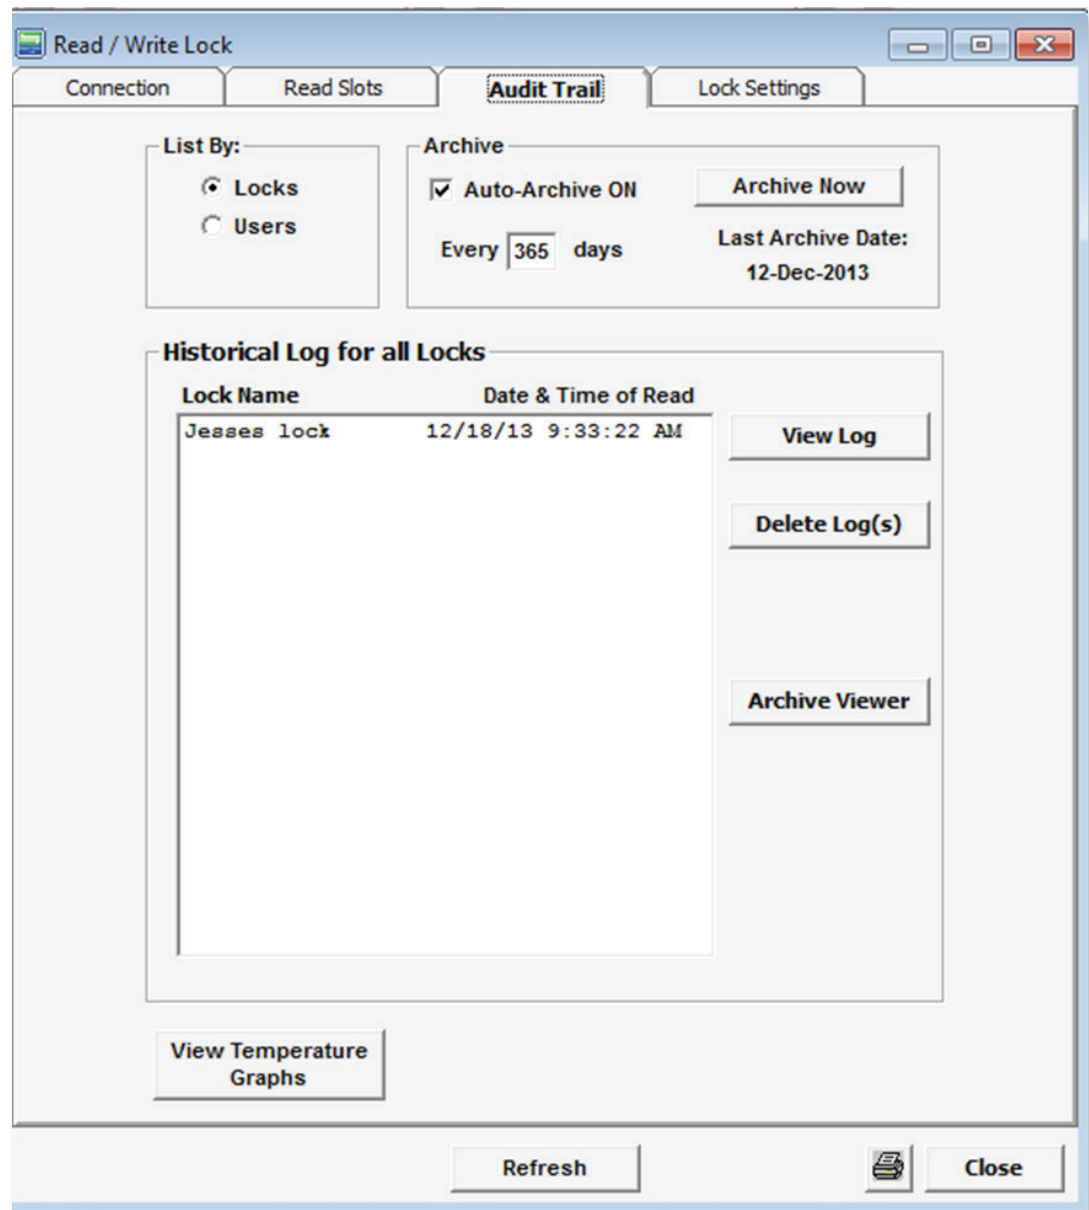 Read / Write Lock
Connection Read Slots Audit Trail Lock Settings
List By:
Locks
Users
Archive
Auto-Archive ON Archive Now
Every 365 days
Last Archive Date:
12-Dec-2013
Historical Log for all Locks
Lock Name Date & Time of Read
Jesses lock 12/18/13 9:33:22 AM
View Log
Delete Log(s)
Archive Viewer
View Temperature
Graphs
Refresh Close